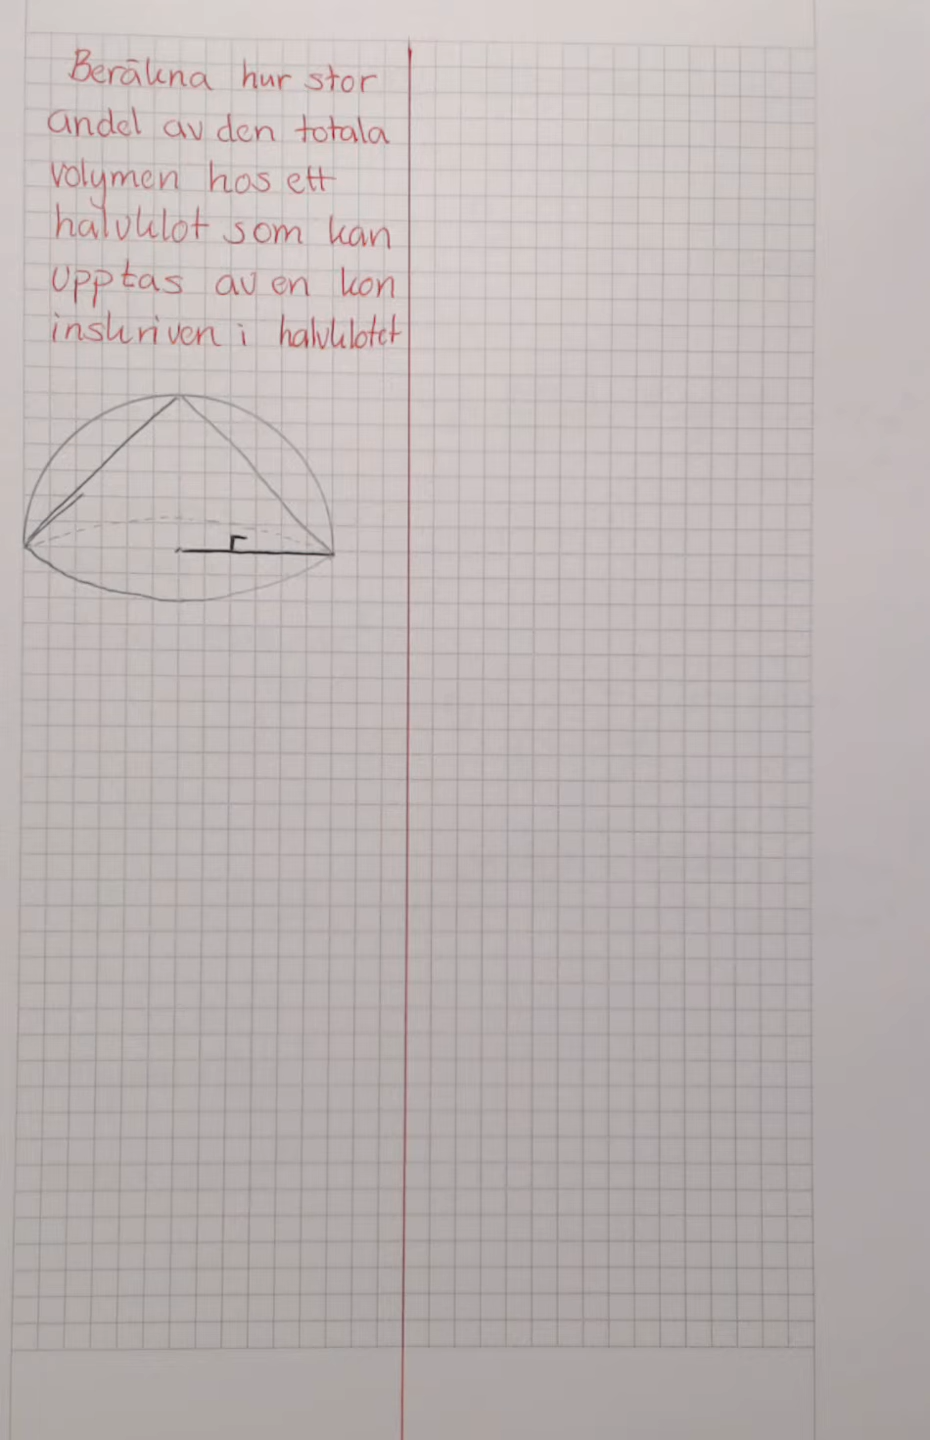 Beräkna hur stor
andel av den totala
volymen hos ett
halvklot som kan
upptas av en kon
inskriven i halvklotet
r